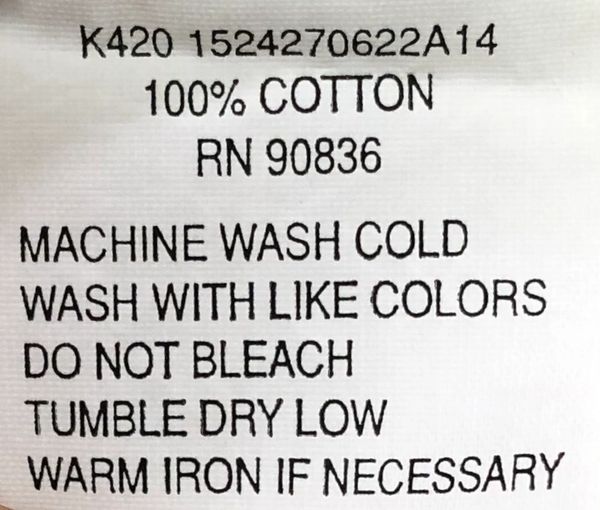 K420 1524270622A14
100% COTTON
RN 90836
MACHINE WASH COLD
WASH WITH LIKE COLORS
DO NOT BLEACH
TUMBLE DRY LOW
WARM IRON IF NECESSARY